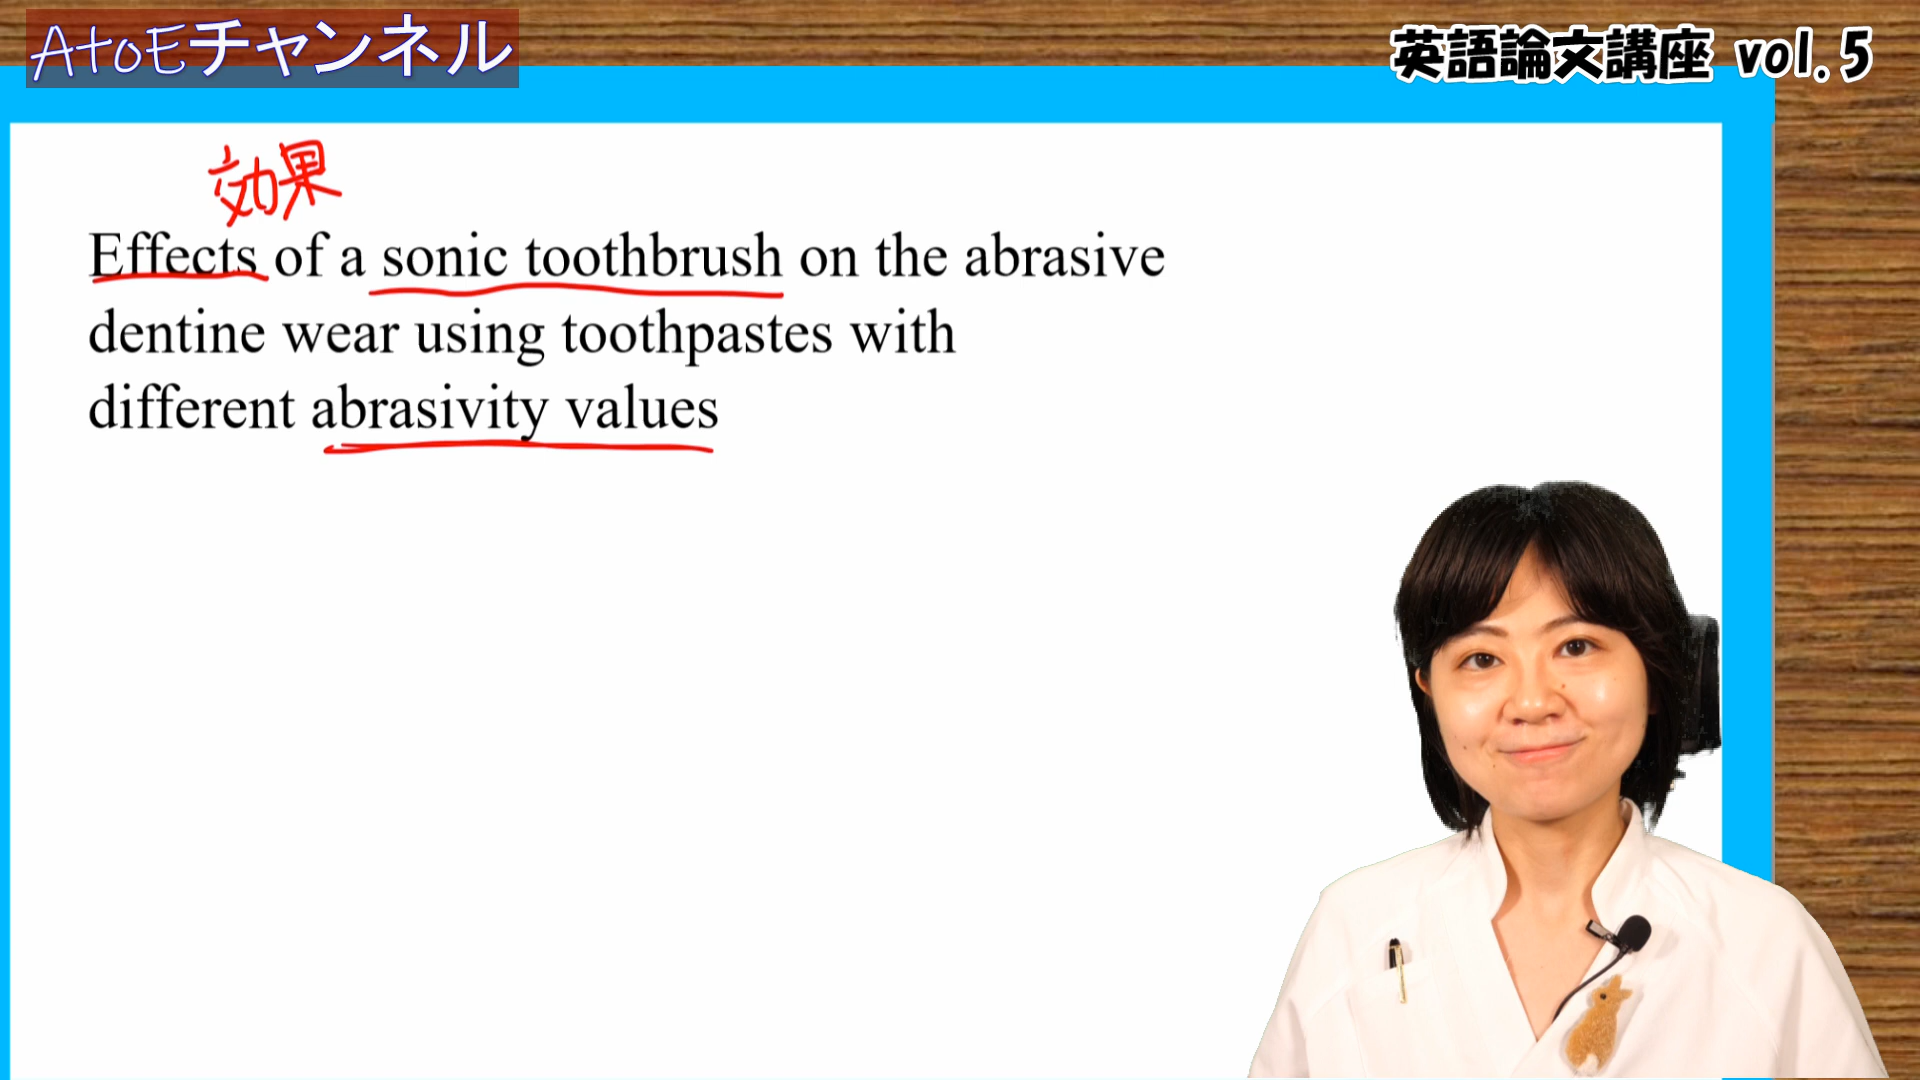 AtoEチャンネル
英語論文講座 vol.5
効果
Effects of a sonic toothbrush on the abrasive
dentine wear using toothpastes with
different abrasivity values